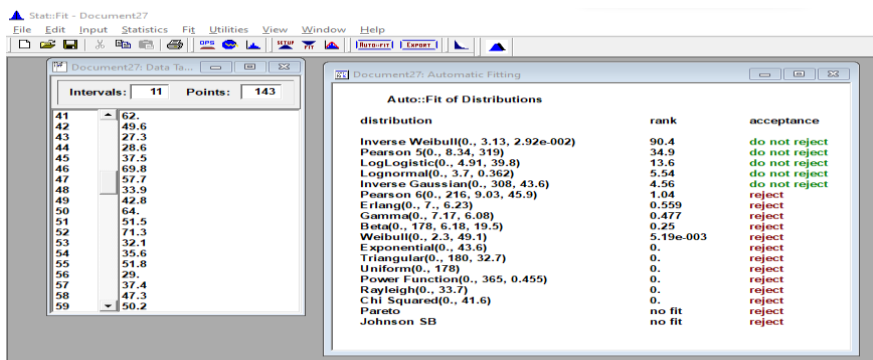 Stat::Fit - Document27
File Edit Input Statistics Fit Utilities View Window Help
OPS SETUP AUTO::FIT EXPORT
Document27: Data Ta...
Intervals: 11 Points: 143
41 62.
42 49.6
43 27.3
44 28.6
45 37.5
46 69.8
47 57.7
48 33.9
49 42.8
50 64.
51 51.5
52 71.3
53 32.1
54 35.6
55 51.8
56 29.
57 37.4
58 47.3
59 50.2
Document27: Automatic Fitting
Auto::Fit of Distributions
distribution rank acceptance
Inverse Weibull(0., 3.13, 2.92e-002) 90.4 do not reject
Pearson 5(0., 8.34, 319) 34.9 do not reject
LogLogistic(0., 4.91, 39.8) 13.6 do not reject
Lognormal(0., 3.7, 0.362) 5.54 do not reject
Inverse Gaussian(0., 308, 43.6) 4.56 do not reject
Pearson 6(0., 216, 9.03, 45.9) 1.04 reject
Erlang(0., 7., 6.23) 0.559 reject
Gamma(0., 7.17, 6.08) 0.477 reject
Beta(0., 178, 6.18, 19.5) 0.25 reject
Weibull(0., 2.3, 49.1) 5.19e-003 reject
Exponential(0., 43.6) 0. reject
Triangular(0., 180, 32.7) 0. reject
Uniform(0., 178) 0. reject
Power Function(0., 365, 0.455) 0. reject
Rayleigh(0., 33.7) 0. reject
Chi Squared(0., 41.6) 0. reject
Pareto no fit reject
Johnson SB no fit reject